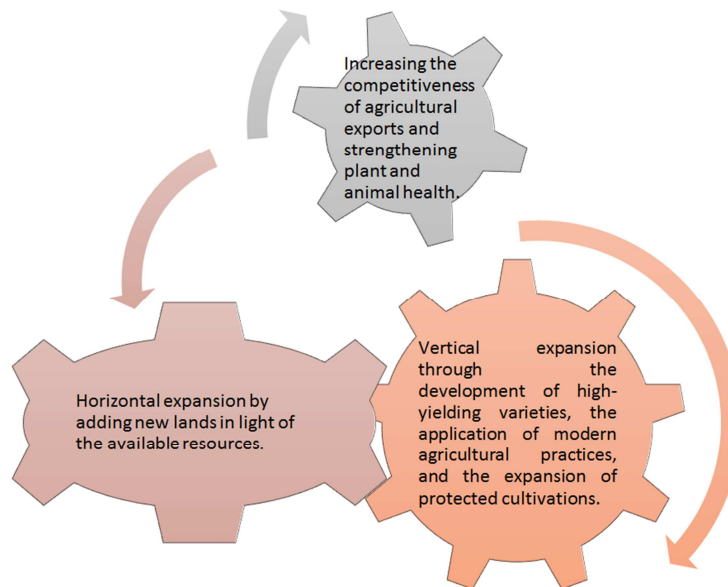 Increasing the
competitiveness
of agricultural
exports and
strengthening
plant and
animal health.
Horizontal expansion by
adding new lands in light of
the available resources.
Vertical expansion
through the
development of high-
yielding varieties, the
application of modern
agricultural practices,
and the expansion of
protected cultivations.